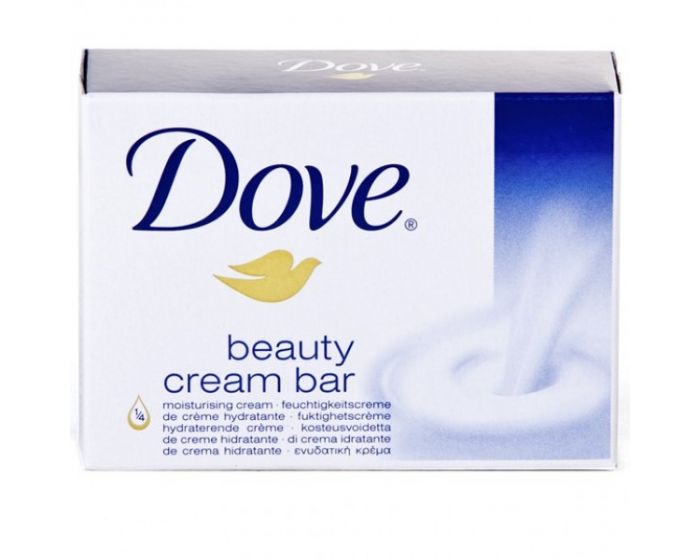 Dove
Dove®
beauty
cream bar
¼
moisturising cream · feuchtigkeitscreme
de crème hydratante · fuktighetscrème
hydraterende crème · kosteusvoidetta
de creme hidratante · di crema idratante
de crema hidratante · ενυδατική κρέμα